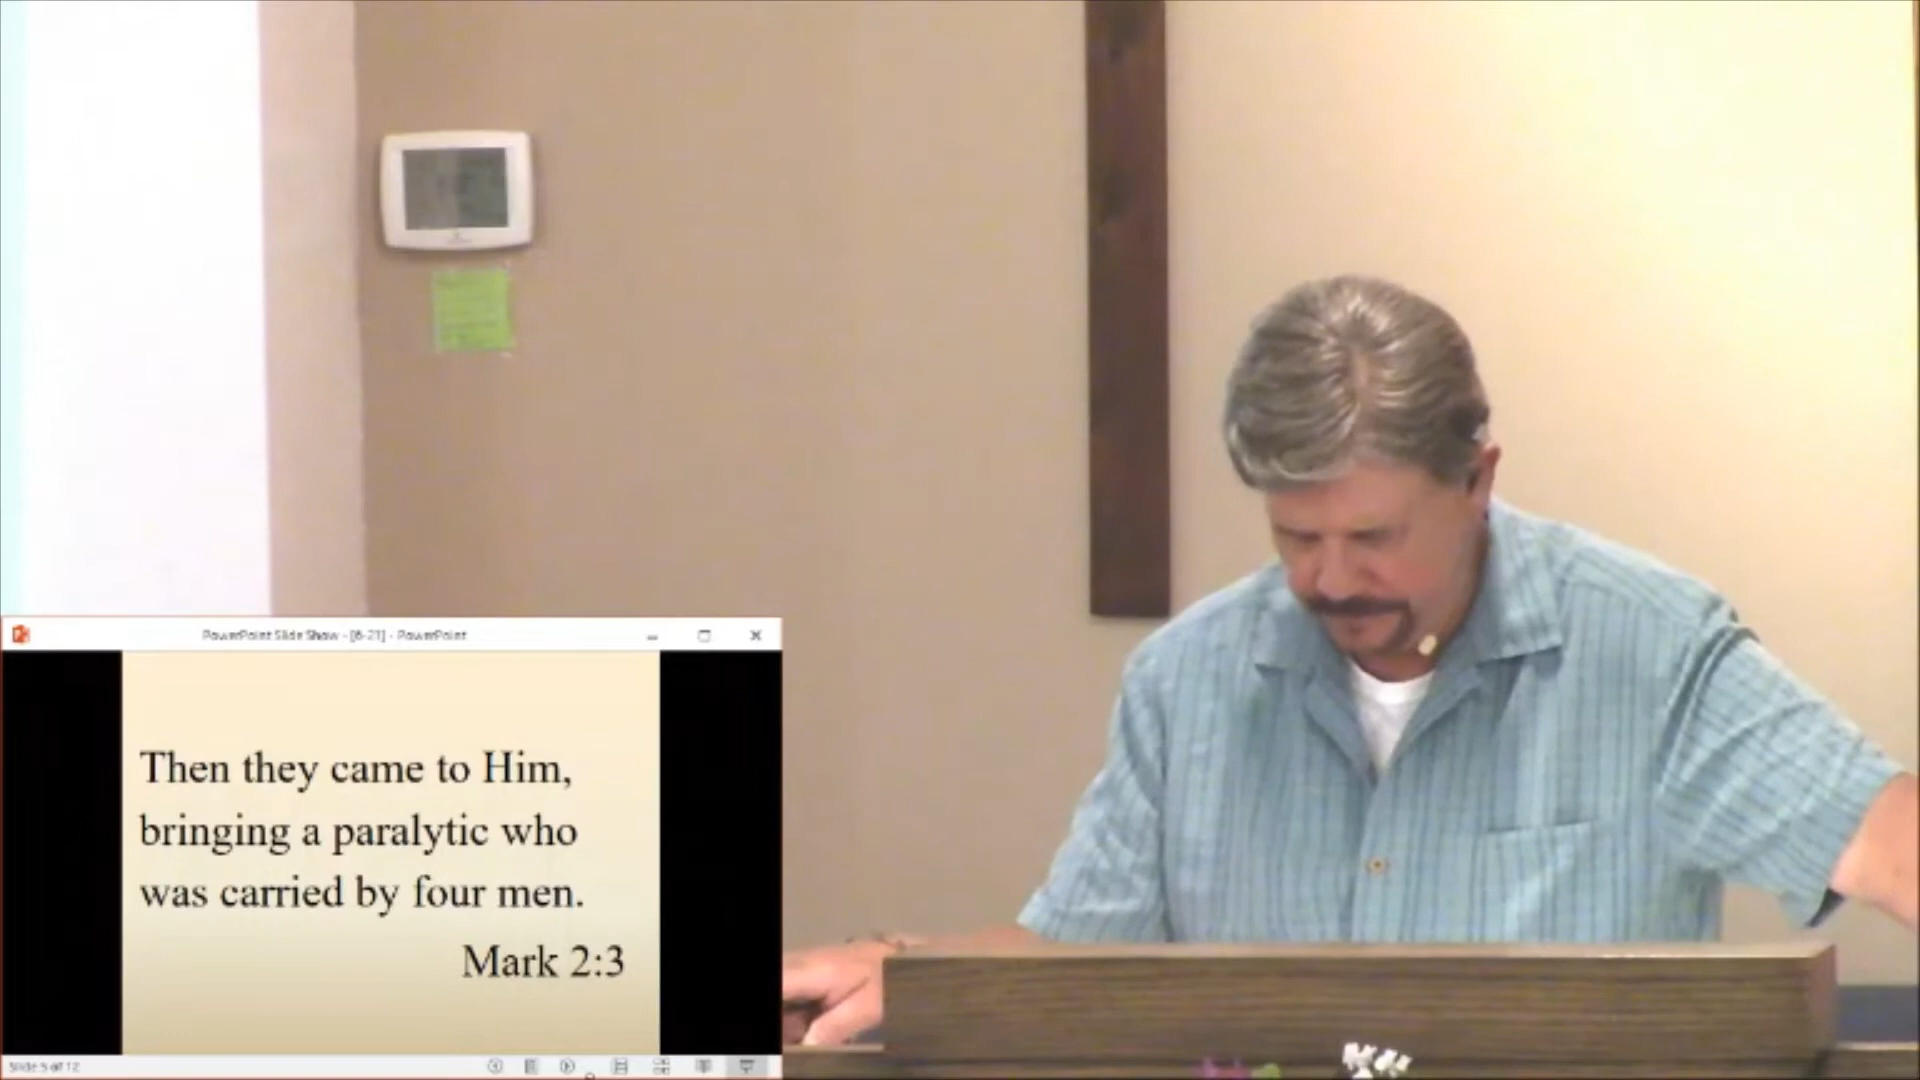 PowerPoint Slide Show - [6-21] - PowerPoint
Then they came to Him,
bringing a paralytic who
was carried by four men.
Mark 2:3
Slide 5 of 12